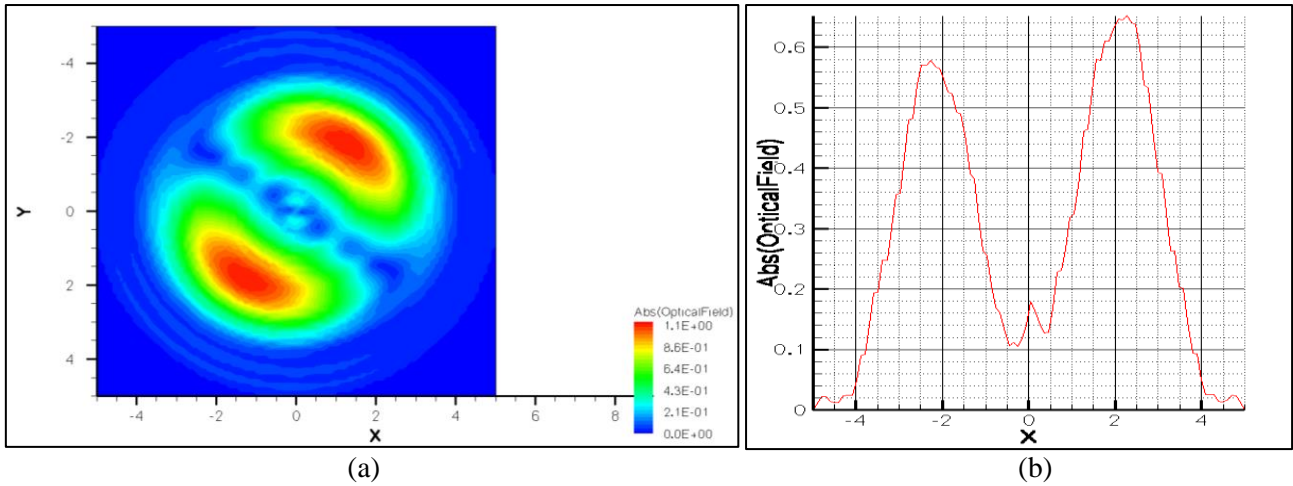 -4
-2
0
2
4
Y
-4
-2
0
2
4
6
8
X
Abs(OpticalField)
1.1E+00
8.6E-01
6.4E-01
4.3E-01
2.1E-01
0.0E+00
(a)
0.6
0.5
0.4
0.3
0.2
0.1
0
Abs(OpticalField)
-4
-2
0
2
4
X
(b)